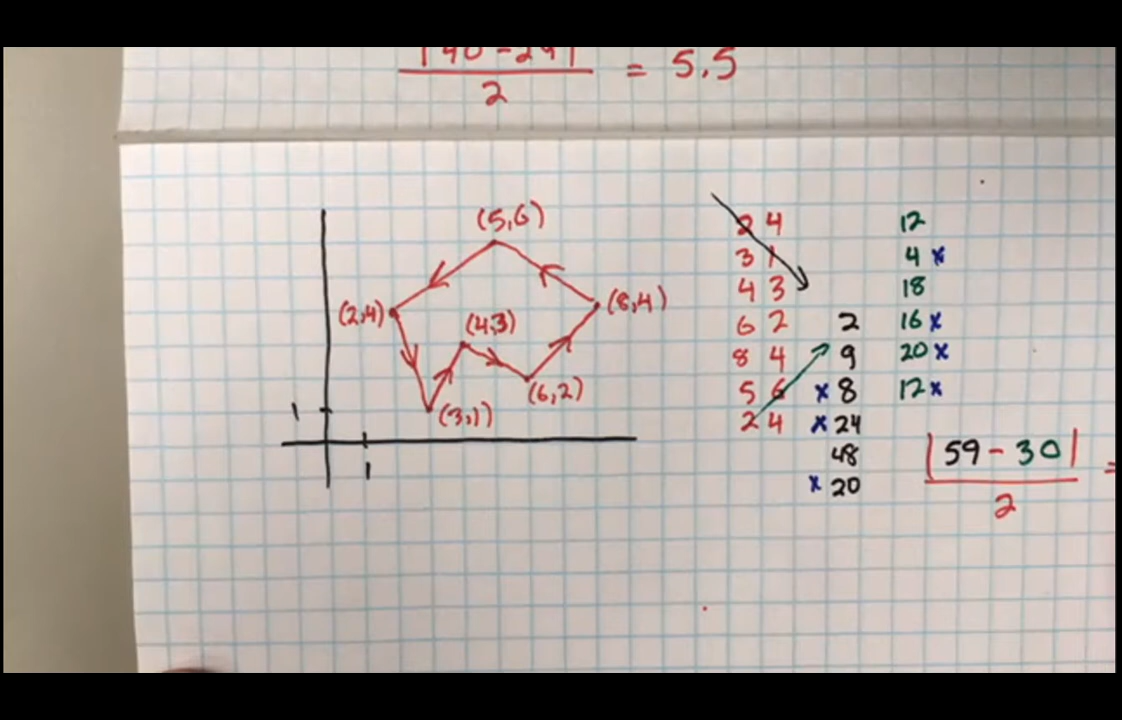 |40-29|
2 = 5.5
(5,6)
(2,4)
(4,3)
(8,4)
(6,2)
(3,1)
1
1
2 4
3 1
4 3
6 2
8 4
5 6
2 4
2
9
x 8
x 24
48
x 20
12
4 x
18
16 x
20 x
12 x
|59-30| =
2